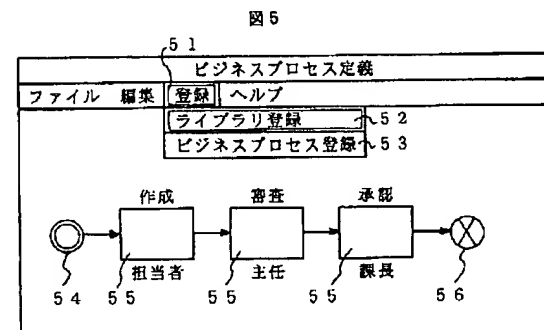 図5
51
ビジネスプロセス定義
ファイル 編集 登録 ヘルプ
ライブラリ登録 52
ビジネスプロセス登録 53
作成 審査 承認
担当者 主任 課長
54 55 55 55 56